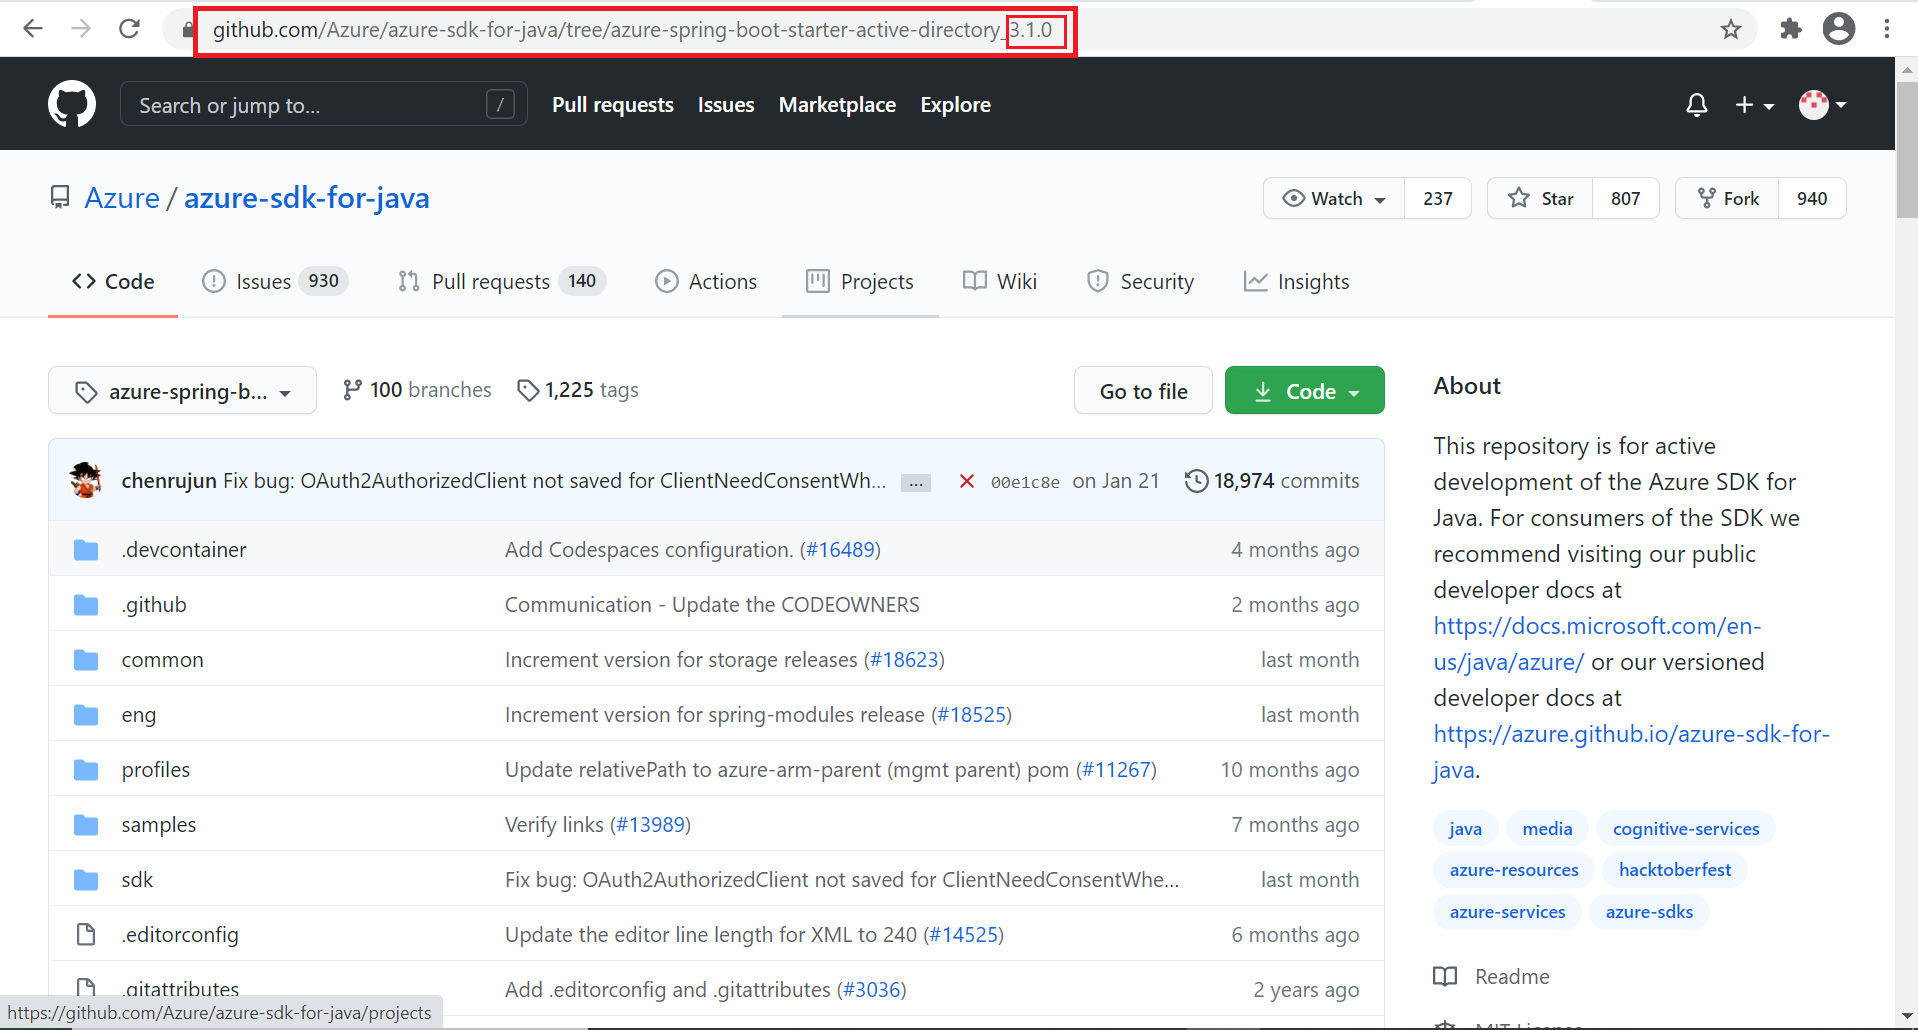 github.com/Azure/azure-sdk-for-java/tree/azure-spring-boot-starter-active-directory_3.1.0
Search or jump to... / Pull requests Issues Marketplace Explore
Azure / azure-sdk-for-java Watch 237 Star 807 Fork 940
Code Issues 930 Pull requests 140 Actions Projects Wiki Security Insights
azure-spring-b... 100 branches 1,225 tags Go to file Code
chenrujun Fix bug: OAuth2AuthorizedClient not saved for ClientNeedConsentWh... ... 00e1c8e on Jan 21 18,974 commits
.devcontainer Add Codespaces configuration. (#16489) 4 months ago
.github Communication - Update the CODEOWNERS 2 months ago
common Increment version for storage releases (#18623) last month
eng Increment version for spring-modules release (#18525) last month
profiles Update relativePath to azure-arm-parent (mgmt parent) pom (#11267) 10 months ago
samples Verify links (#13989) 7 months ago
sdk Fix bug: OAuth2AuthorizedClient not saved for ClientNeedConsentWhe... last month
.editorconfig Update the editor line length for XML to 240 (#14525) 6 months ago
.gitattributes Add .editorconfig and .gitattributes (#3036) 2 years ago
About
This repository is for active
development of the Azure SDK for
Java. For consumers of the SDK we
recommend visiting our public
developer docs at
https://docs.microsoft.com/en-
us/java/azure/ or our versioned
developer docs at
https://azure.github.io/azure-sdk-for-
java.
java media cognitive-services
azure-resources hacktoberfest
azure-services azure-sdks
Readme
MIT License
https://github.com/Azure/azure-sdk-for-java/projects